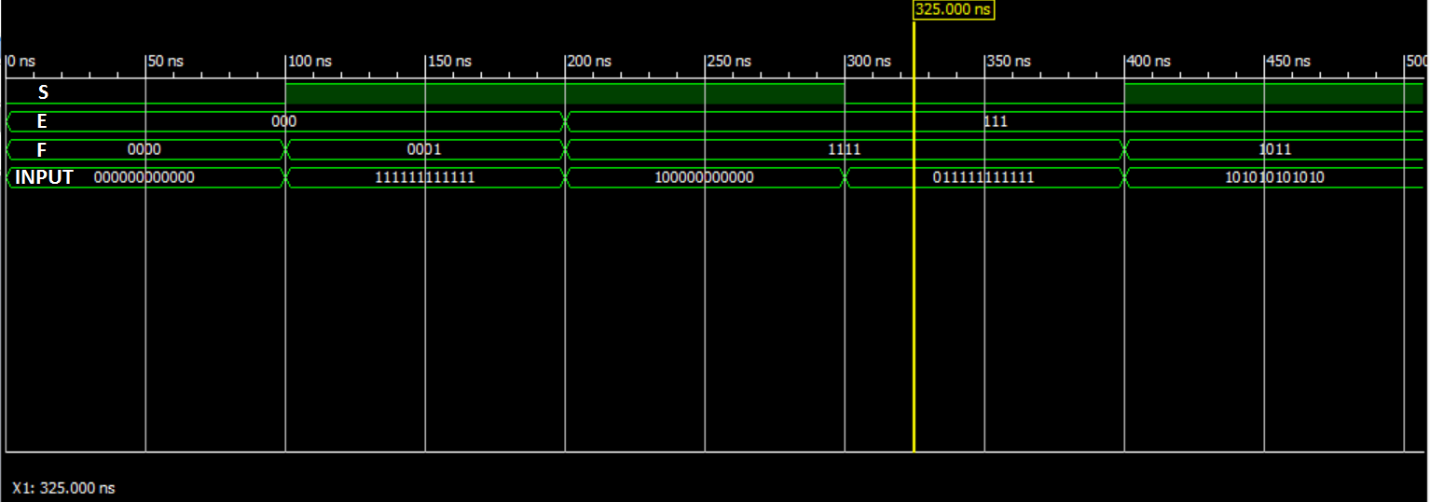 325.000 ns
0 ns 50 ns 100 ns 150 ns 200 ns 250 ns 300 ns 350 ns 400 ns 450 ns 500
S
E 000 111
F 0000 0001 1111 1011
INPUT 000000000000 111111111111 100000000000 011111111111 101010101010
X1: 325.000 ns